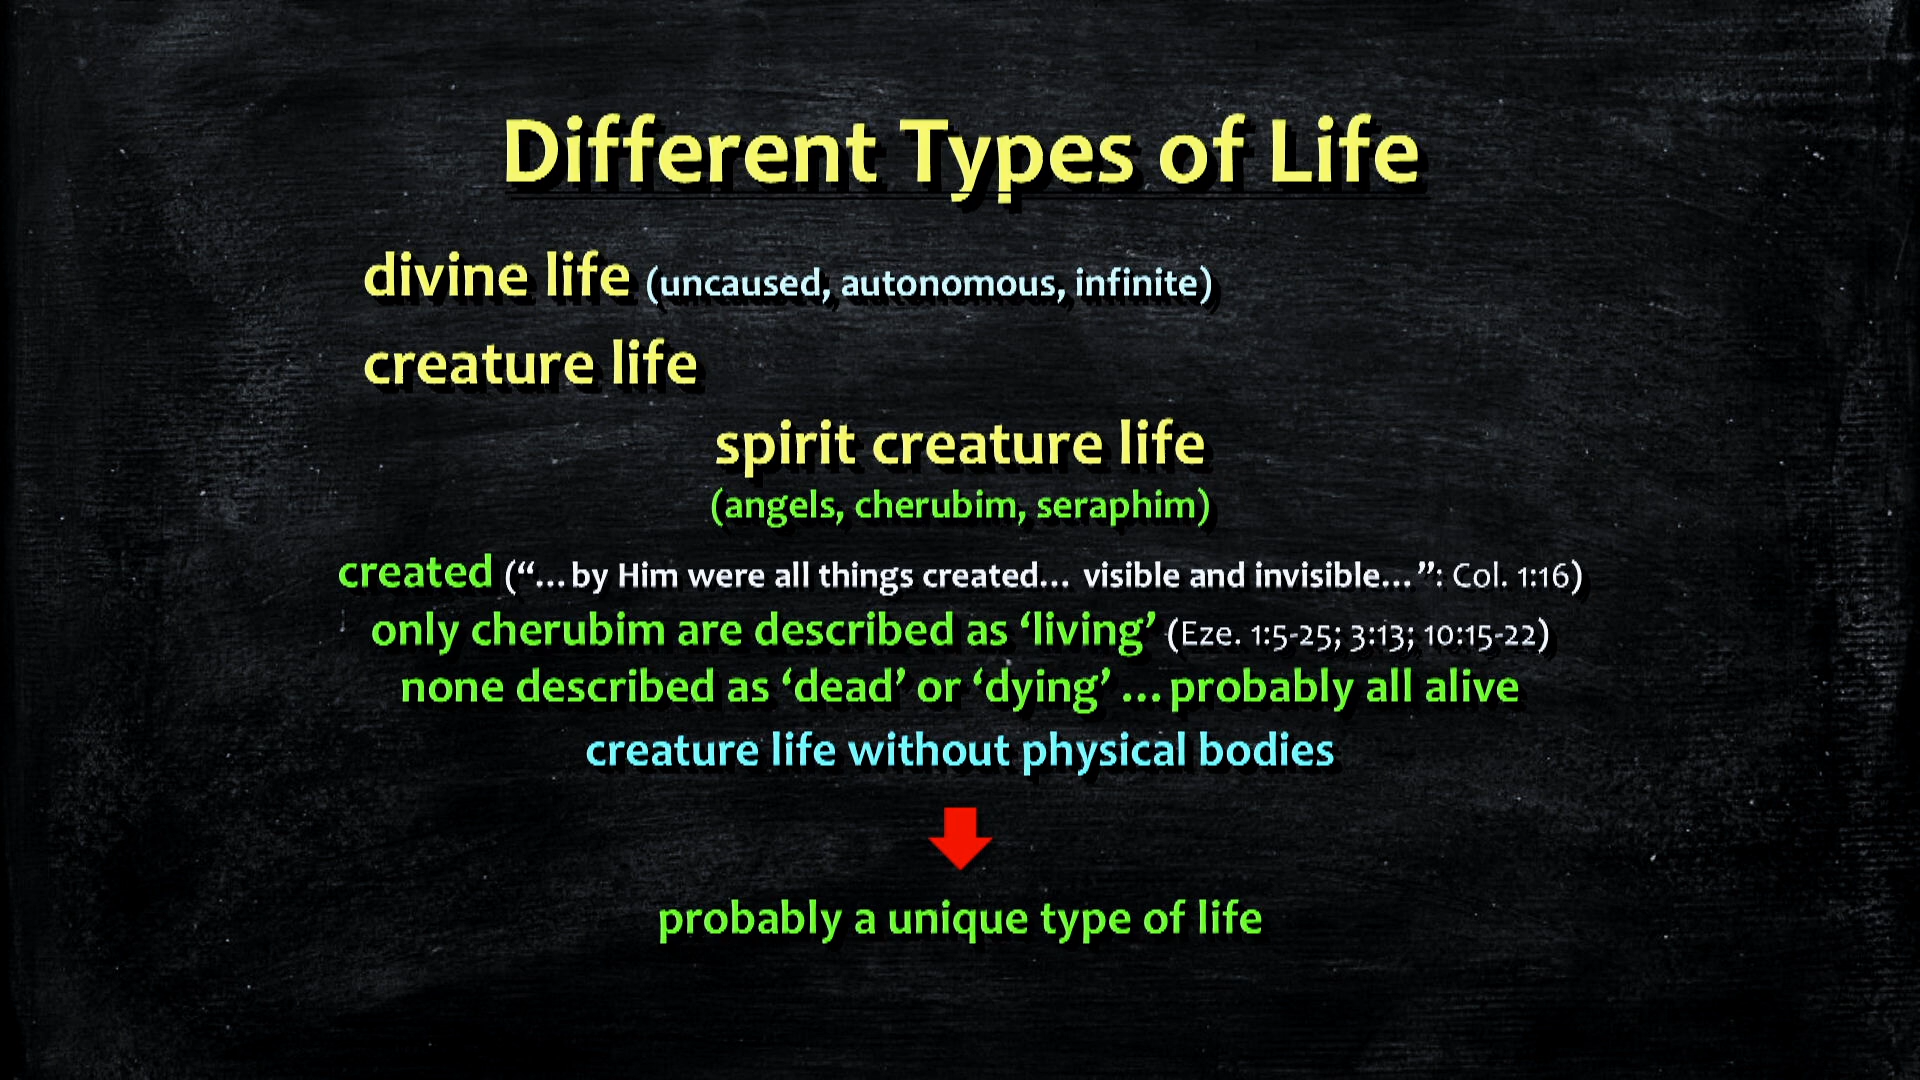 Different Types of Life
divine life (uncaused, autonomous, infinite)
creature life
spirit creature life
(angels, cherubim, seraphim)
created (“…by Him were all things created… visible and invisible…”: Col. 1:16)
only cherubim are described as ‘living’ (Eze. 1:5-25; 3:13; 10:15-22)
none described as ‘dead’ or ‘dying’ …probably all alive
creature life without physical bodies
probably a unique type of life